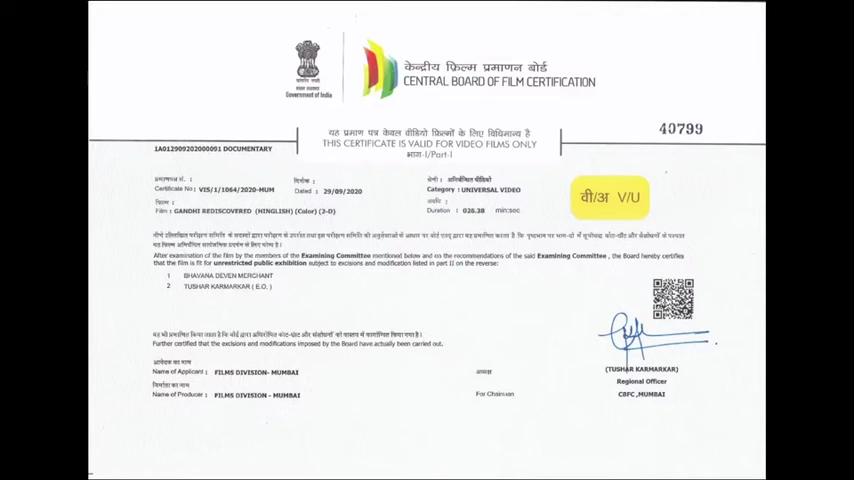 केन्द्रीय फ़िल्म प्रमाणन बोर्ड
CENTRAL BOARD OF FILM CERTIFICATION
Government of India
यह प्रमाण पत्र केवल वीडियो फ़िल्मों के लिए विधिमान्य है
THIS CERTIFICATE IS VALID FOR VIDEO FILMS ONLY
भाग-I/Part-I
40799
1A012909202000091 DOCUMENTARY
प्रमाणपत्र सं. :
Certificate No : VIS/1/1064/2020-MUM
दिनांक :
Dated : 29/09/2020
श्रेणी : अनिर्बन्धित वीडियो
Category : UNIVERSAL VIDEO
अवधि :
Duration : 026.38 min:sec
वी/अ V/U
फिल्म :
Film : GANDHI REDISCOVERED (HINGLISH) (Color) (2-D)
After examination of the film by the members of the Examining Committee mentioned below and on the recommendations of the said Examining Committee , the Board hereby certifies
that the film is fit for unrestricted public exhibition subject to excisions and modification listed in part II on the reverse:
1 BHAVANA DEVEN MERCHANT
2 TUSHAR KARMARKAR ( E.O. )
Further certified that the excisions and modifications imposed by the Board have actually been carried out.
आवेदक का नाम
Name of Applicant : FILMS DIVISION- MUMBAI
निर्माता का नाम
Name of Producer : FILMS DIVISION - MUMBAI
अध्यक्ष
For Chairman
(TUSHAR KARMARKAR)
Regional Officer
CBFC ,MUMBAI